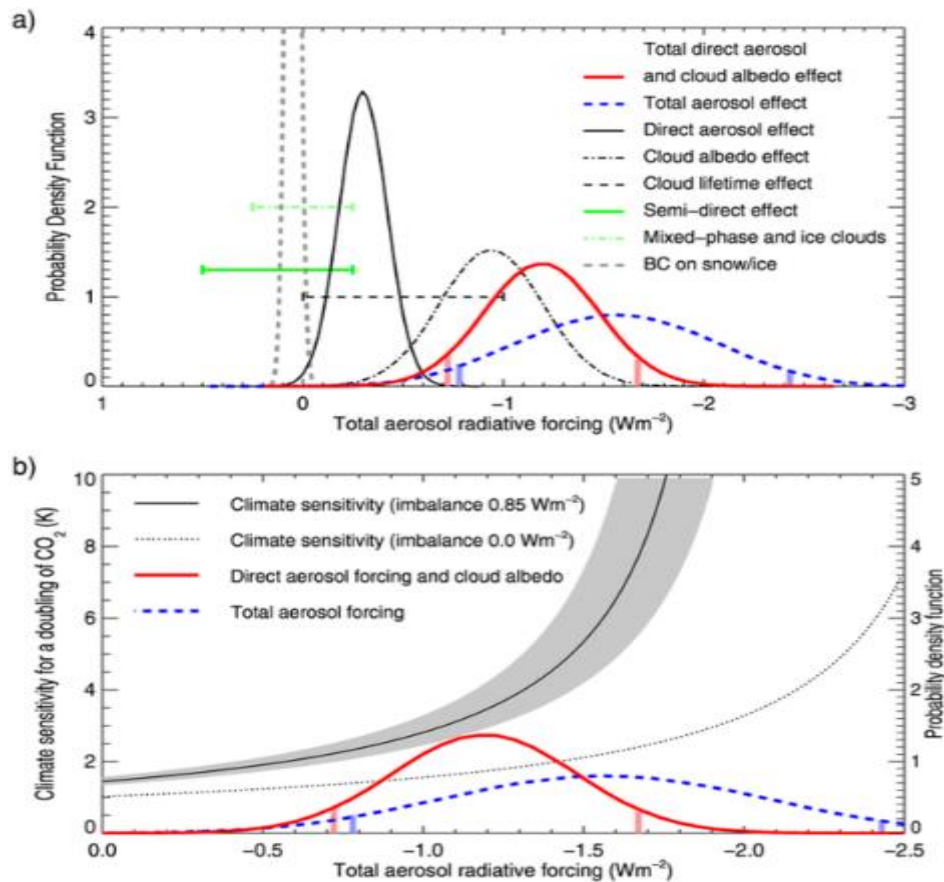 a)
Probability Density Function
4
3
2
1
0
Total direct aerosol
and cloud albedo effect
Total aerosol effect
Direct aerosol effect
Cloud albedo effect
Cloud lifetime effect
Semi-direct effect
Mixed-phase and ice clouds
BC on snow/ice
1 0 -1 -2 -3
Total aerosol radiative forcing (Wm⁻²)
b)
Climate sensitivity for a doubling of CO₂ (K)
10
8
6
4
2
0
Climate sensitivity (imbalance 0.85 Wm⁻²)
Climate sensitivity (imbalance 0.0 Wm⁻²)
Direct aerosol forcing and cloud albedo
Total aerosol forcing
5
4
3
2
1
0
Probability density function
0.0 -0.5 -1.0 -1.5 -2.0 -2.5
Total aerosol radiative forcing (Wm⁻²)